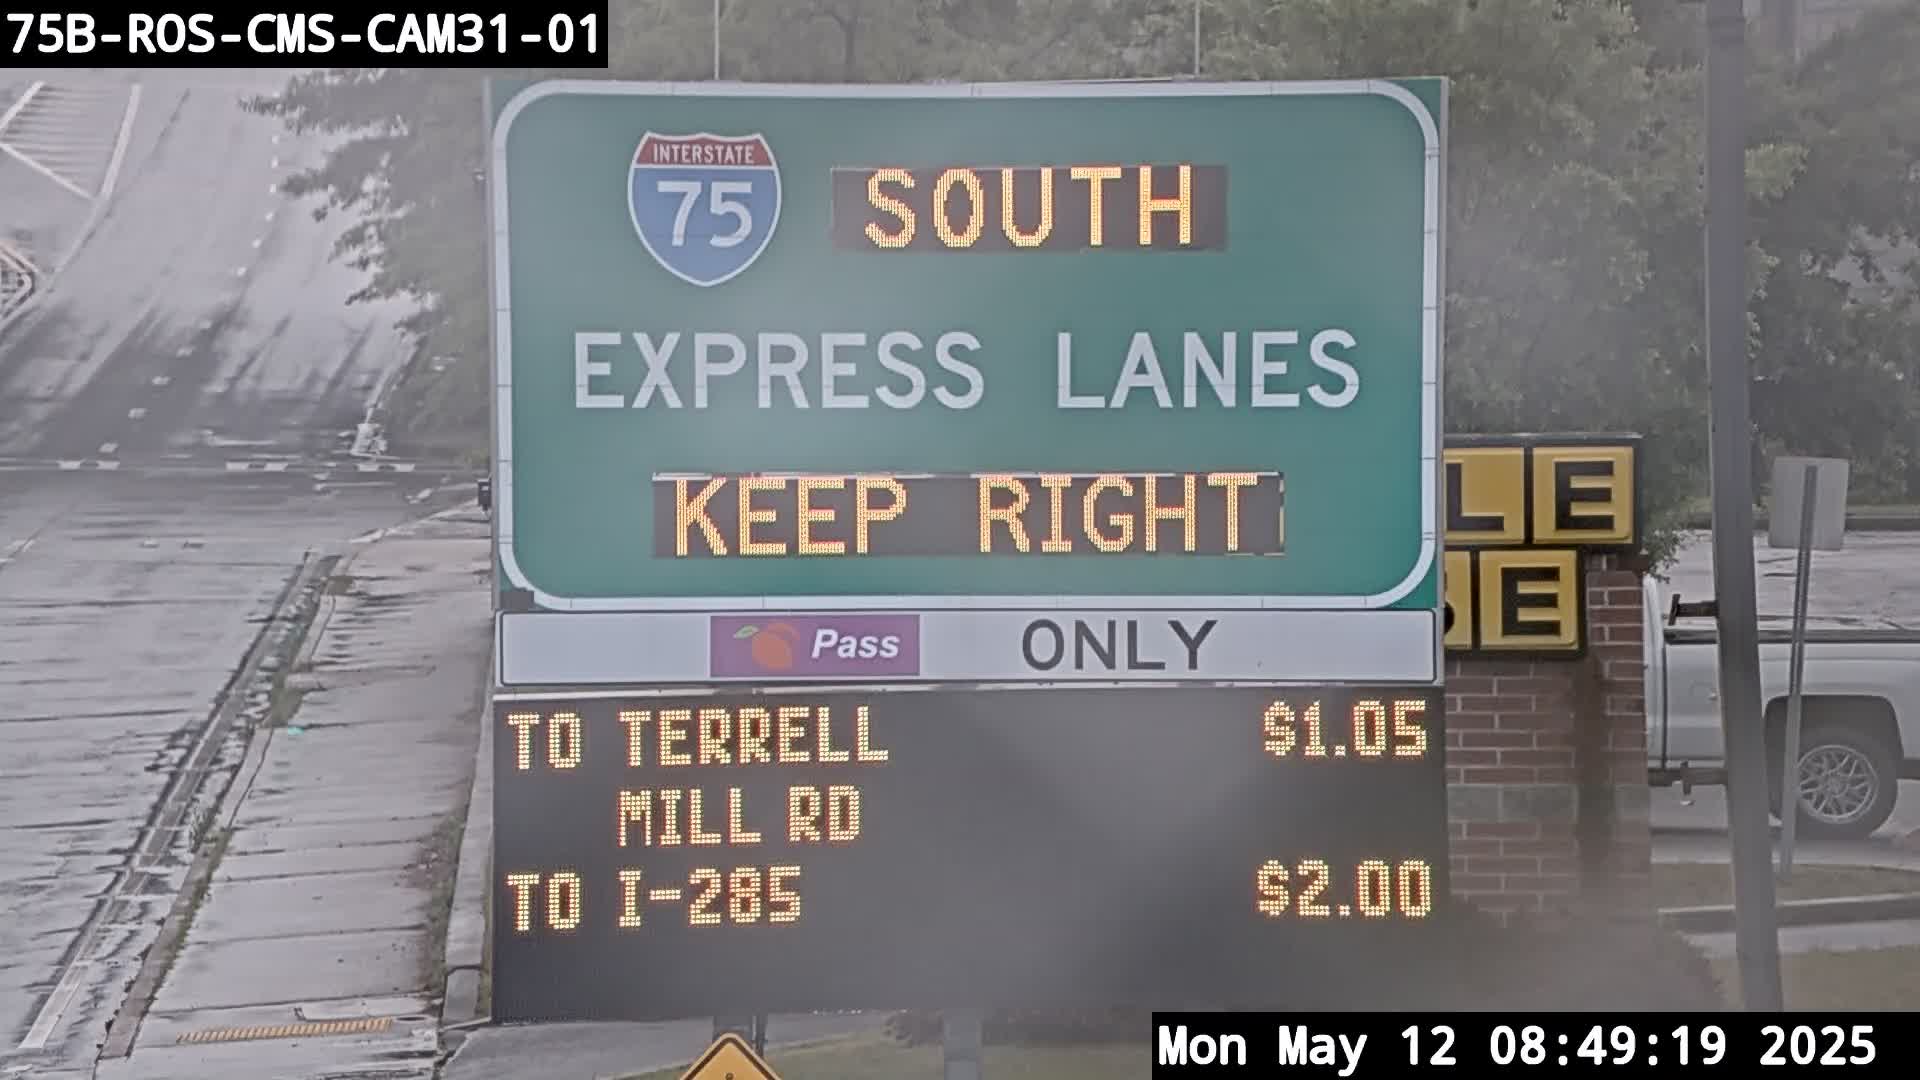 75B-ROS-CMS-CAM31-01
INTERSTATE
75
SOUTH
EXPRESS LANES
KEEP RIGHT
Pass ONLY
TO TERRELL $1.05
MILL RD
TO I-285 $2.00
LE
E
Mon May 12 08:49:19 2025